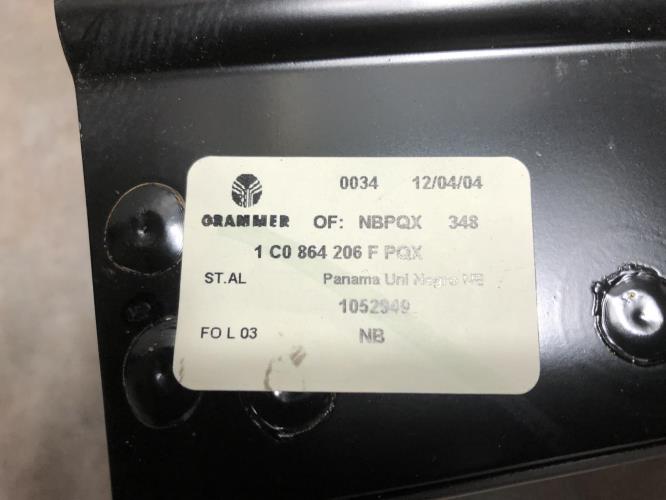 0034 12/04/04
GRAMMER OF: NBPQX 348
1 C0 864 206 F PQX
ST.AL Panama Uni Negro NE
1052949
FO L 03 NB